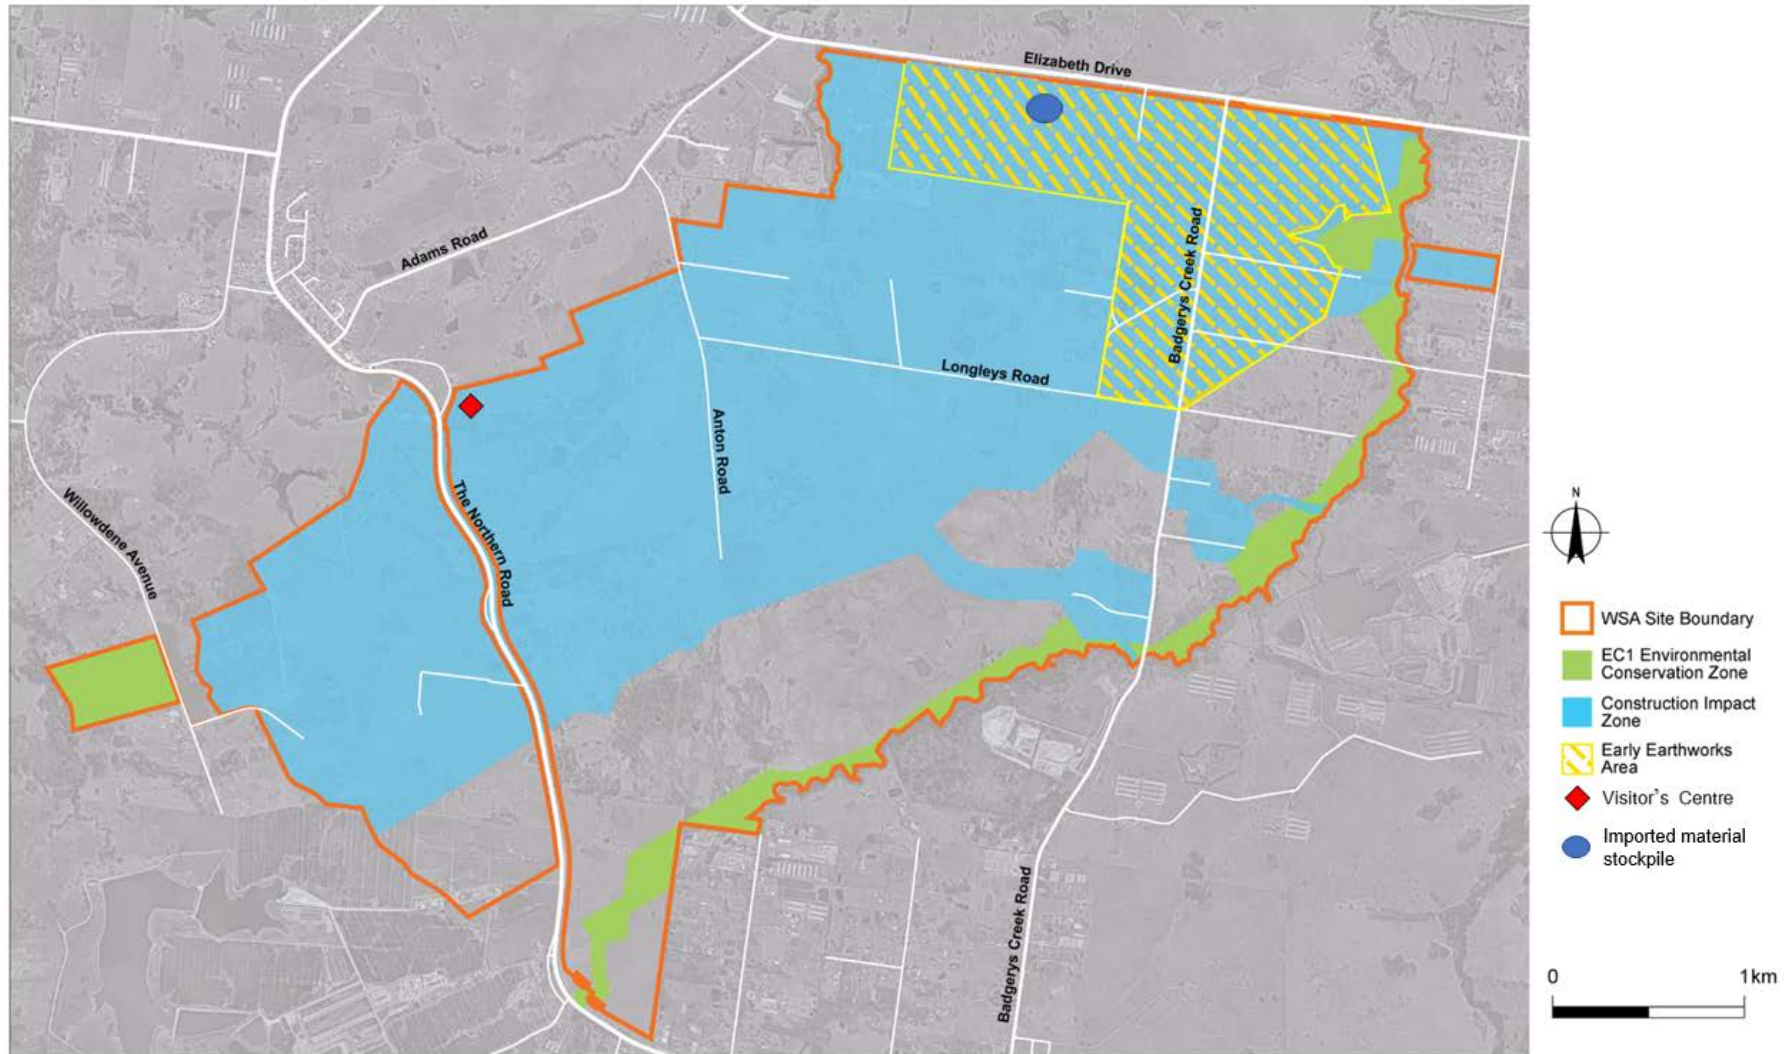 Elizabeth Drive
Adams Road
Badgerys Creek Road
Longleys Road
Anton Road
The Northern Road
Willowdene Avenue
Badgerys Creek Road
N
WSA Site Boundary
EC1 Environmental
Conservation Zone
Construction Impact
Zone
Early Earthworks
Area
Visitor's Centre
Imported material
stockpile
0 1km